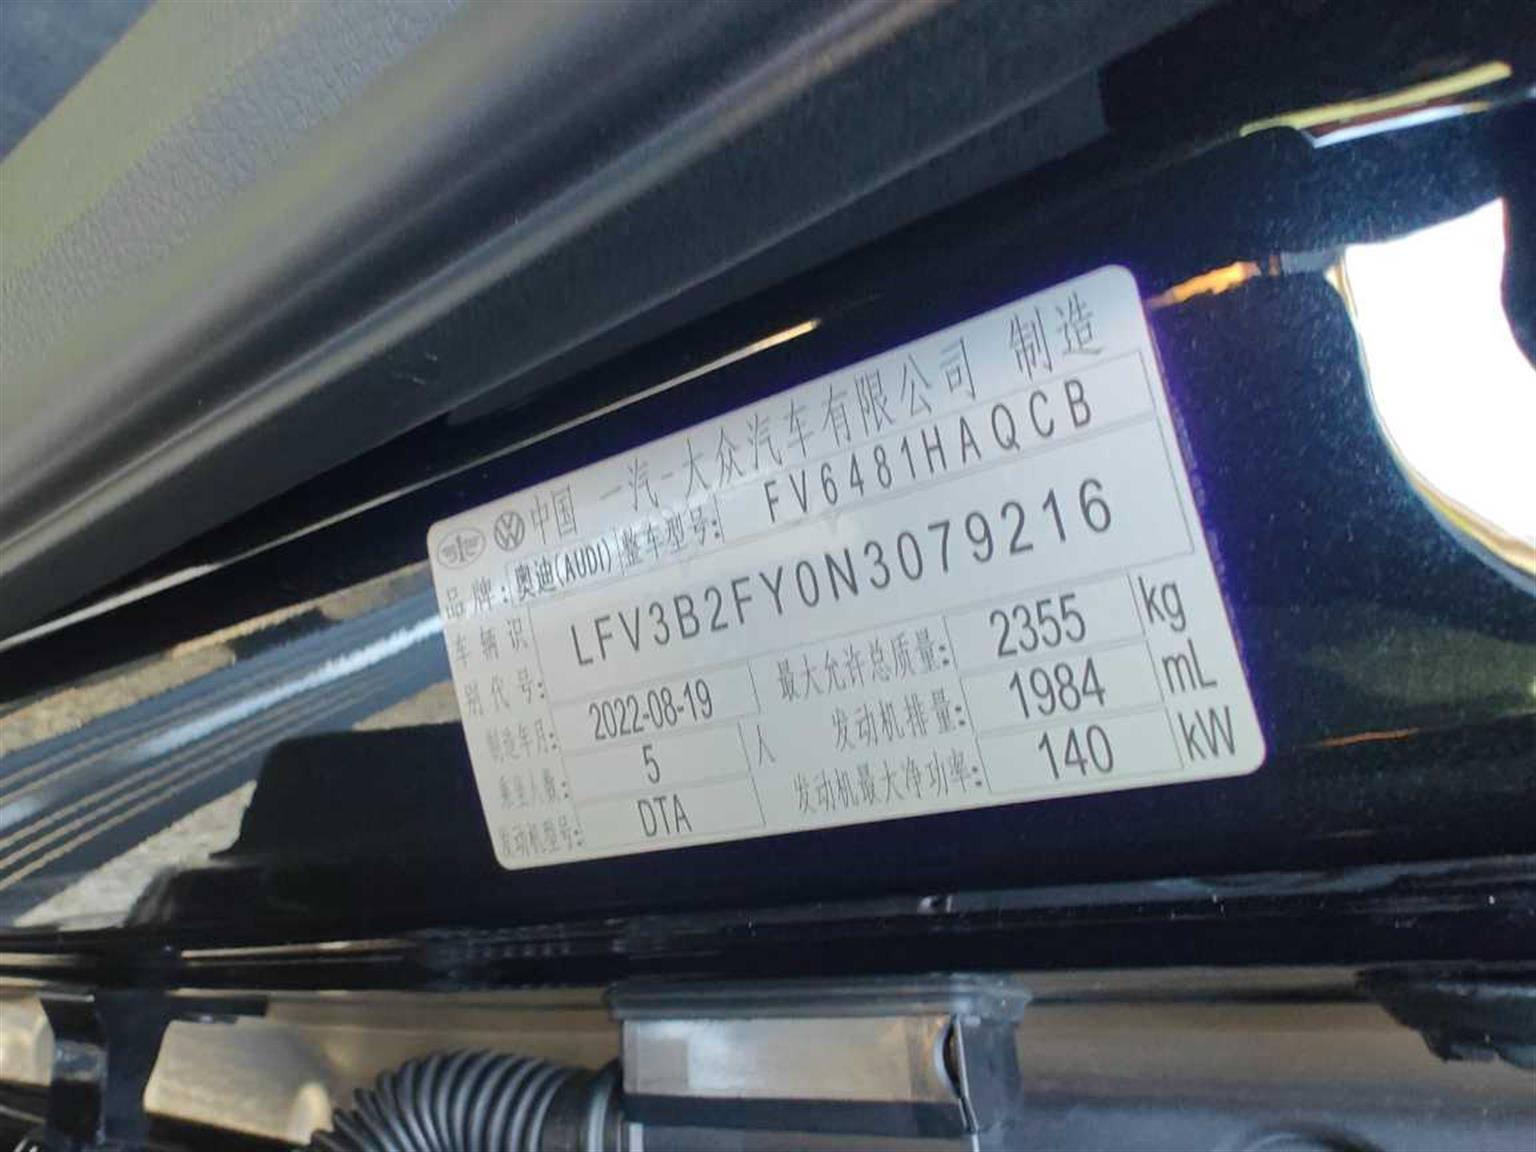 中国 一汽-大众汽车有限公司 制造
品牌: 奥迪(AUDI) 整车型号: FV6481HAQCB
车辆识别代号: LFV3B2FY0N3079216
制造年月: 2022-08-19 最大允许总质量: 2355 kg
乘坐人数: 5 人 发动机排量: 1984 mL
发动机型号: DTA 发动机最大净功率: 140 kW